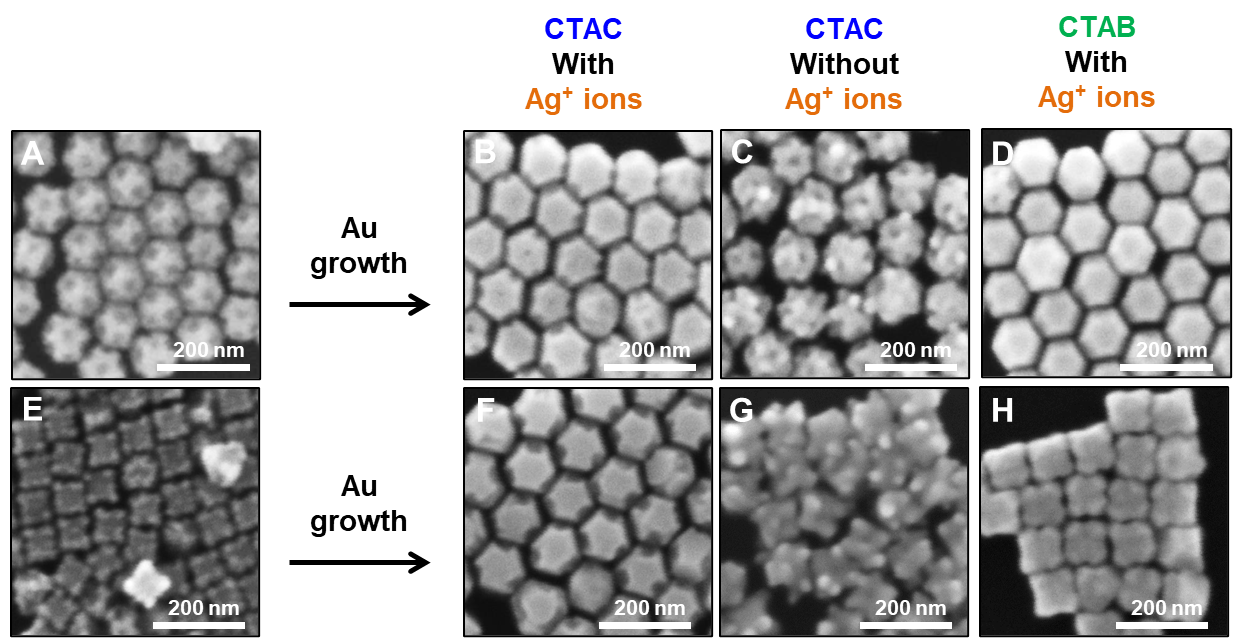 CTAC
With
Ag⁺ ions
CTAC
Without
Ag⁺ ions
CTAB
With
Ag⁺ ions
A
200 nm
Au
growth
B
200 nm
C
200 nm
D
200 nm
E
200 nm
Au
growth
F
200 nm
G
200 nm
H
200 nm